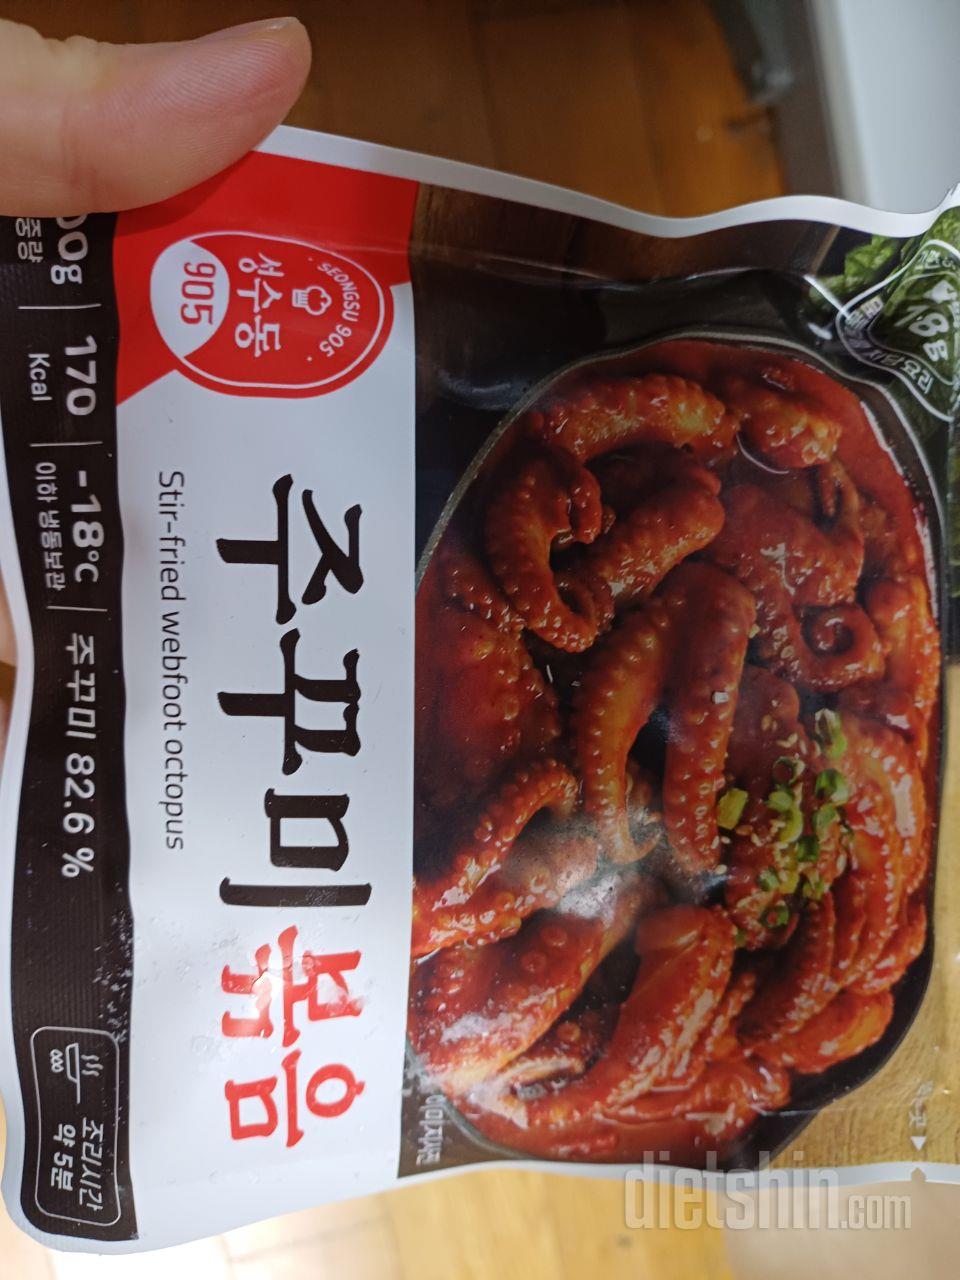 18g
SEONGSU 905
성수동
905
주꾸미볶음
Stir-fried webfoot octopus
170 Kcal
-18℃ 이하 냉동보관
주꾸미 82.6 %
조리시간
약 5분
dietshin.com